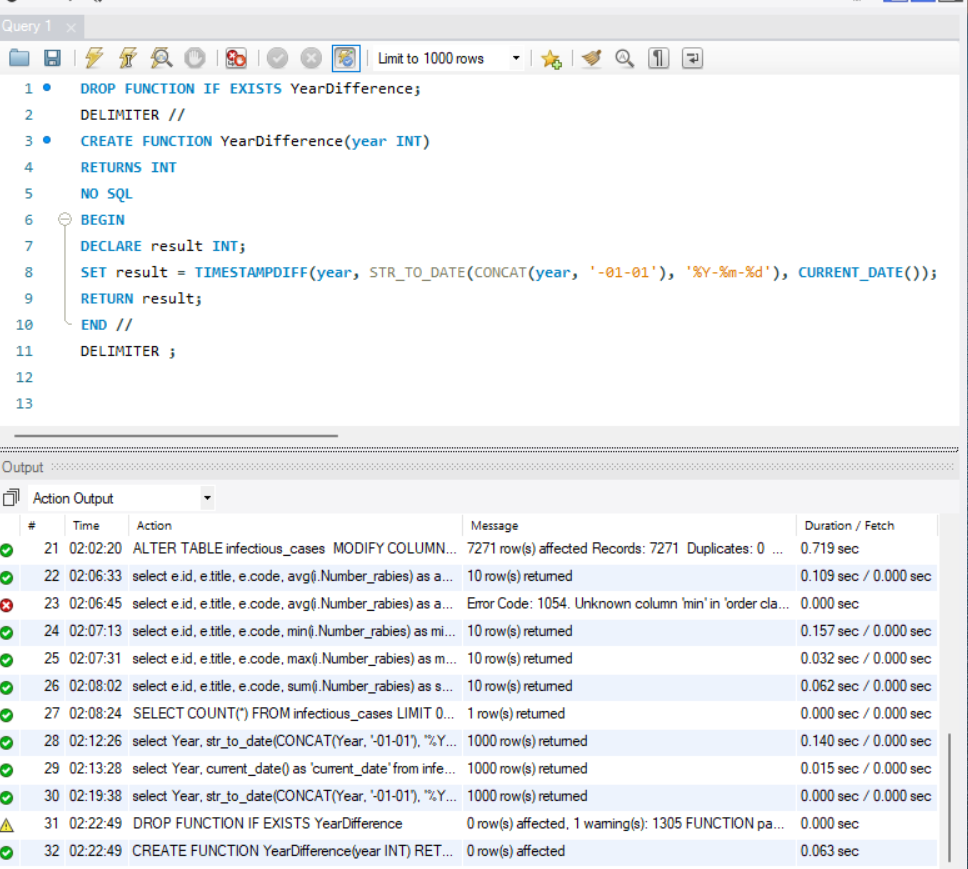 Query 1
Limit to 1000 rows
1 DROP FUNCTION IF EXISTS YearDifference;
2 DELIMITER //
3 CREATE FUNCTION YearDifference(year INT)
4 RETURNS INT
5 NO SQL
6 BEGIN
7 DECLARE result INT;
8 SET result = TIMESTAMPDIFF(year, STR_TO_DATE(CONCAT(year, '-01-01'), '%Y-%m-%d'), CURRENT_DATE());
9 RETURN result;
10 END //
11 DELIMITER ;
12
13
Output
Action Output
# Time Action Message Duration / Fetch
21 02:02:20 ALTER TABLE infectious_cases MODIFY COLUMN... 7271 row(s) affected Records: 7271 Duplicates: 0 ... 0.719 sec
22 02:06:33 select e.id, e.title, e.code, avg(i.Number_rabies) as a... 10 row(s) returned 0.109 sec / 0.000 sec
23 02:06:45 select e.id, e.title, e.code, avg(i.Number_rabies) as a... Error Code: 1054. Unknown column 'min' in 'order cla... 0.000 sec
24 02:07:13 select e.id, e.title, e.code, min(i.Number_rabies) as mi... 10 row(s) returned 0.157 sec / 0.000 sec
25 02:07:31 select e.id, e.title, e.code, max(i.Number_rabies) as m... 10 row(s) returned 0.032 sec / 0.000 sec
26 02:08:02 select e.id, e.title, e.code, sum(i.Number_rabies) as s... 10 row(s) returned 0.062 sec / 0.000 sec
27 02:08:24 SELECT COUNT(*) FROM infectious_cases LIMIT 0... 1 row(s) returned 0.000 sec / 0.000 sec
28 02:12:26 select Year, str_to_date(CONCAT(Year, '-01-01'), '%Y... 1000 row(s) returned 0.140 sec / 0.000 sec
29 02:13:28 select Year, current_date() as 'current_date' from infe... 1000 row(s) returned 0.015 sec / 0.000 sec
30 02:19:38 select Year, str_to_date(CONCAT(Year, '-01-01'), '%Y... 1000 row(s) returned 0.000 sec / 0.000 sec
31 02:22:49 DROP FUNCTION IF EXISTS YearDifference 0 row(s) affected, 1 warning(s): 1305 FUNCTION pa... 0.000 sec
32 02:22:49 CREATE FUNCTION YearDifference(year INT) RET... 0 row(s) affected 0.063 sec